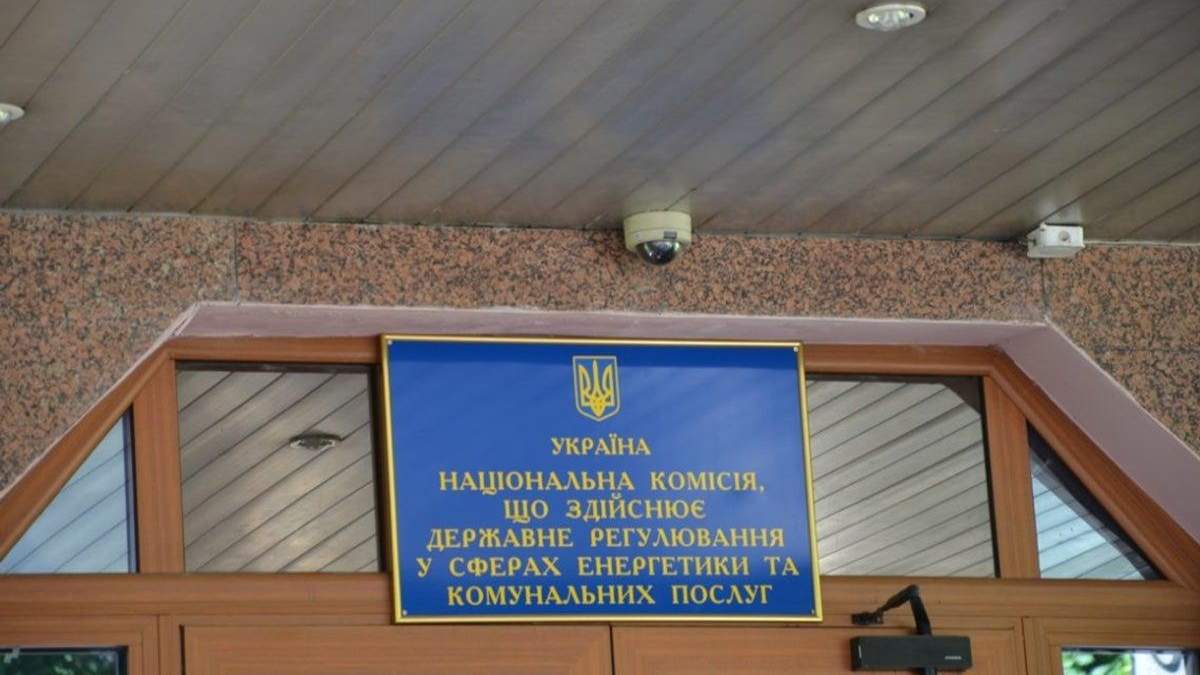 УКРАЇНА
НАЦІОНАЛЬНА КОМІСІЯ,
ЩО ЗДІЙСНЮЄ
ДЕРЖАВНЕ РЕГУЛЮВАННЯ
У СФЕРАХ ЕНЕРГЕТИКИ ТА
КОМУНАЛЬНИХ ПОСЛУГ